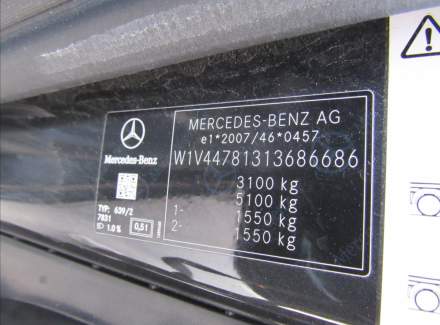 MERCEDES-BENZ AG
e1*2007/46*0457
W1V44781313686686
3100 kg
5100 kg
1- 1550 kg
2- 1550 kg
Mercedes-Benz
TYP: 639/2
7831
1.0% 0,51